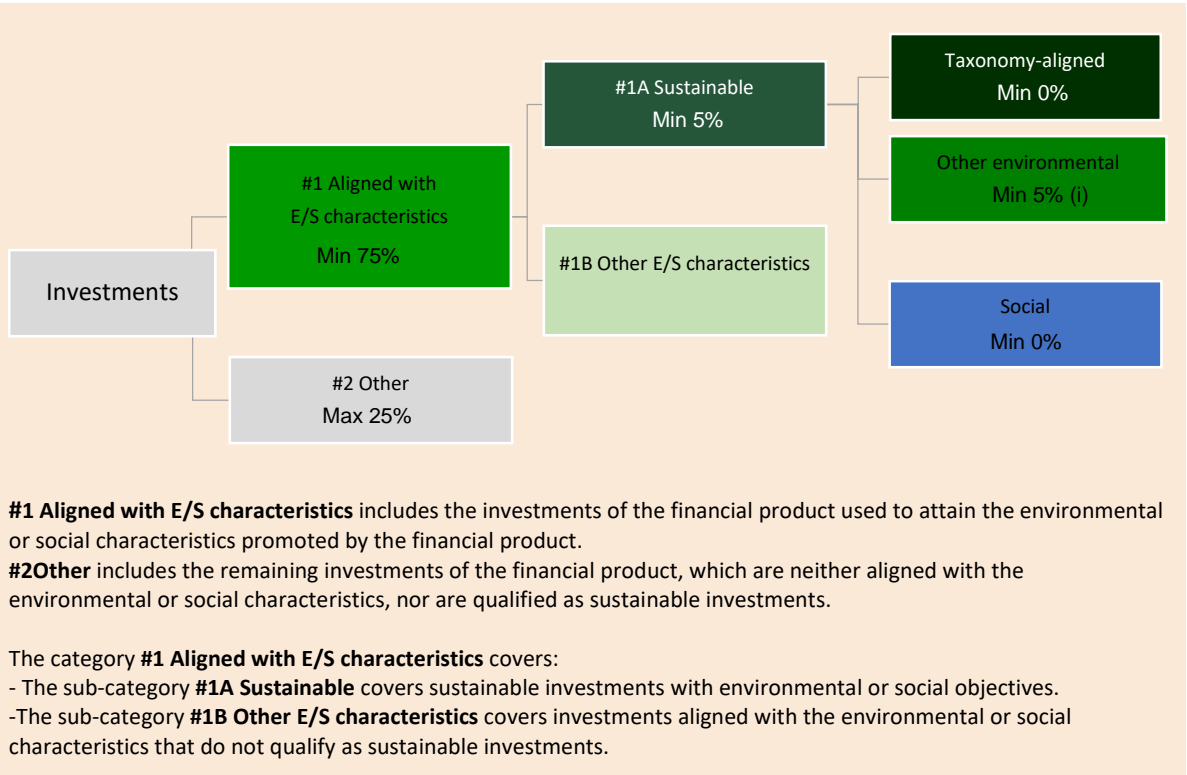 Taxonomy-aligned
Min 0%
#1A Sustainable
Min 5%
Other environmental
Min 5% (i)
#1 Aligned with
E/S characteristics
Min 75%
#1B Other E/S characteristics
Investments
Social
Min 0%
#2 Other
Max 25%
#1 Aligned with E/S characteristics includes the investments of the financial product used to attain the environmental
or social characteristics promoted by the financial product.
#2Other includes the remaining investments of the financial product, which are neither aligned with the
environmental or social characteristics, nor are qualified as sustainable investments.
The category #1 Aligned with E/S characteristics covers:
- The sub-category #1A Sustainable covers sustainable investments with environmental or social objectives.
-The sub-category #1B Other E/S characteristics covers investments aligned with the environmental or social
characteristics that do not qualify as sustainable investments.